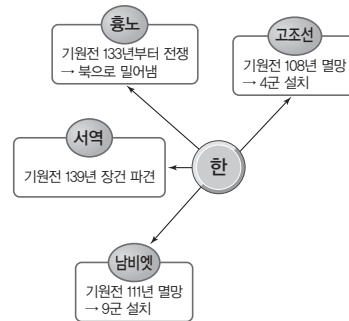 흉노
기원전 133년부터 전쟁
→ 북으로 밀어냄
고조선
기원전 108년 멸망
→ 4군 설치
서역
기원전 139년 장건 파견
한
남비엣
기원전 111년 멸망
→ 9군 설치